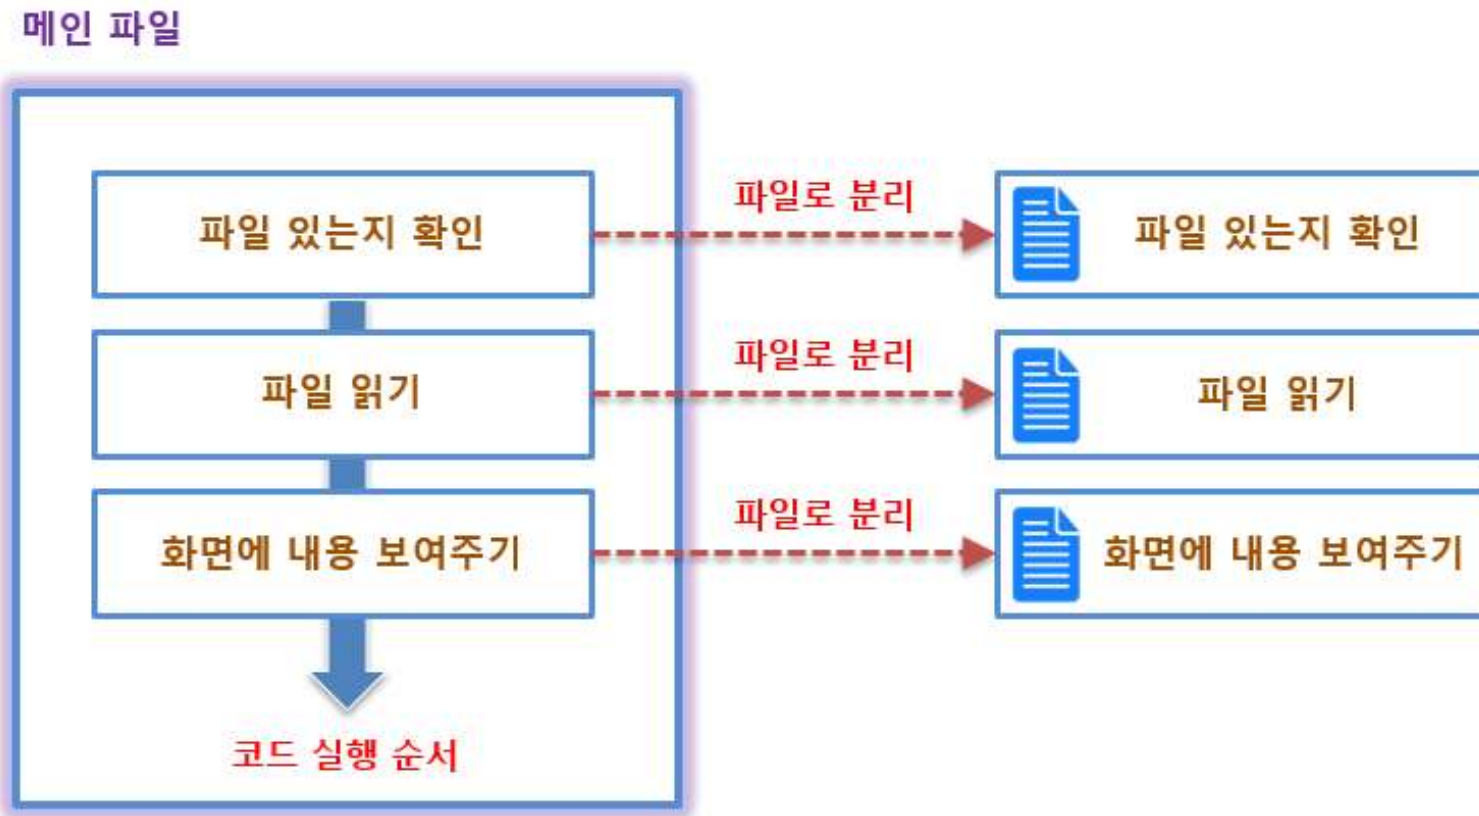 메인 파일
파일 있는지 확인
파일로 분리
파일 있는지 확인
파일 읽기
파일로 분리
파일 읽기
화면에 내용 보여주기
파일로 분리
화면에 내용 보여주기
코드 실행 순서